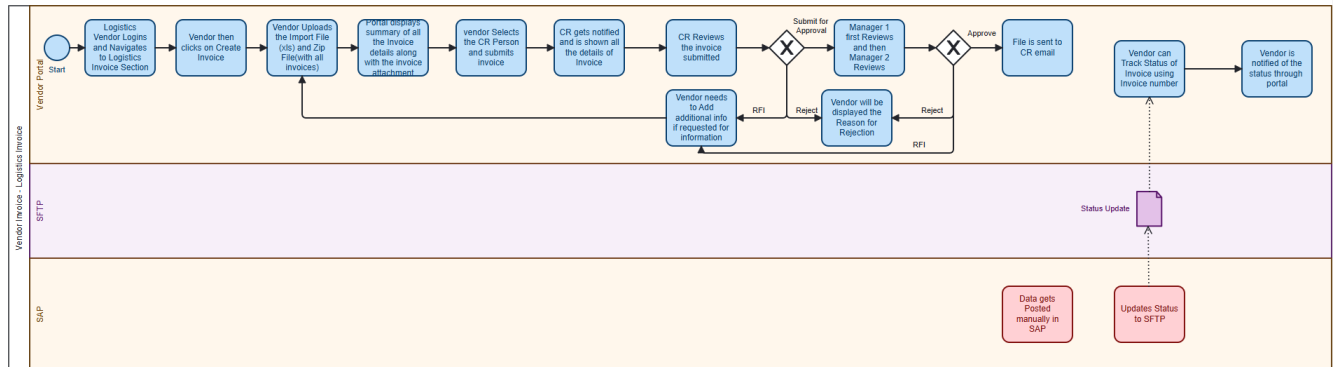 Vendor Invoice - Logistics Invoice
Vendor Portal
Start
Logistics
Vendor Logins
and Navigates
to Logistics
Invoice Section
Vendor then
clicks on Create
Invoice
Vendor Uploads
the Import File
(xls) and Zip
File(with all
invoices)
Portal displays
summary of all
the Invoice
details along
with the invoice
attachment
vendor Selects
the CR Person
and submits
invoice
CR gets notified
and is shown all
the details of
Invoice
CR Reviews
the invoice
submitted
Submit for
Approval
Manager 1
first Reviews
and then
Manager 2
Reviews
Approve
File is sent to
CR email
Vendor can
Track Status of
Invoice using
Invoice number
Vendor is
notified of the
status through
portal
Vendor needs
to Add
additional info
if requested for
information
RFI
Reject
Vendor will be
displayed the
Reason for
Rejection
Reject
RFI
SFTP
Status Update
SAP
Data gets
Posted
manually in
SAP
Updates Status
to SFTP